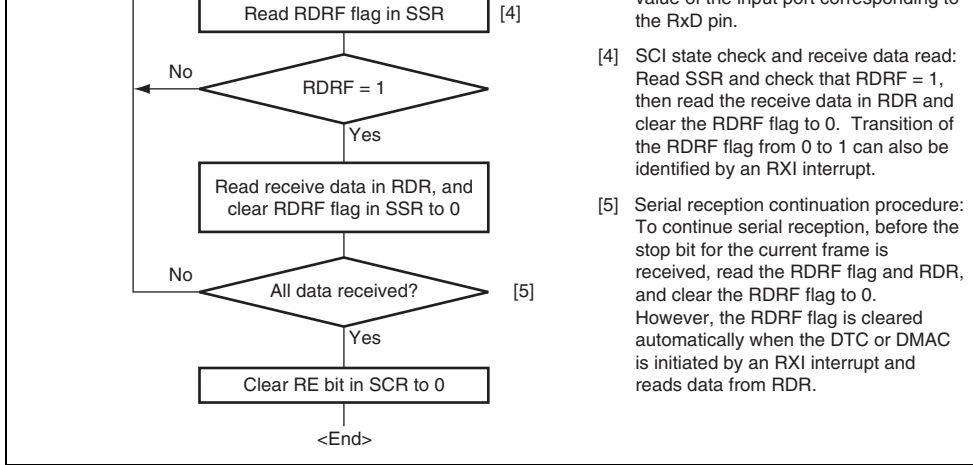 Read RDRF flag in SSR
[4]
No
RDRF = 1
Yes
Read receive data in RDR, and
clear RDRF flag in SSR to 0
No
All data received?
[5]
Yes
Clear RE bit in SCR to 0
<End>
value of the input port corresponding to
the RxD pin.
[4] SCI state check and receive data read:
Read SSR and check that RDRF = 1,
then read the receive data in RDR and
clear the RDRF flag to 0. Transition of
the RDRF flag from 0 to 1 can also be
identified by an RXI interrupt.
[5] Serial reception continuation procedure:
To continue serial reception, before the
stop bit for the current frame is
received, read the RDRF flag and RDR,
and clear the RDRF flag to 0.
However, the RDRF flag is cleared
automatically when the DTC or DMAC
is initiated by an RXI interrupt and
reads data from RDR.